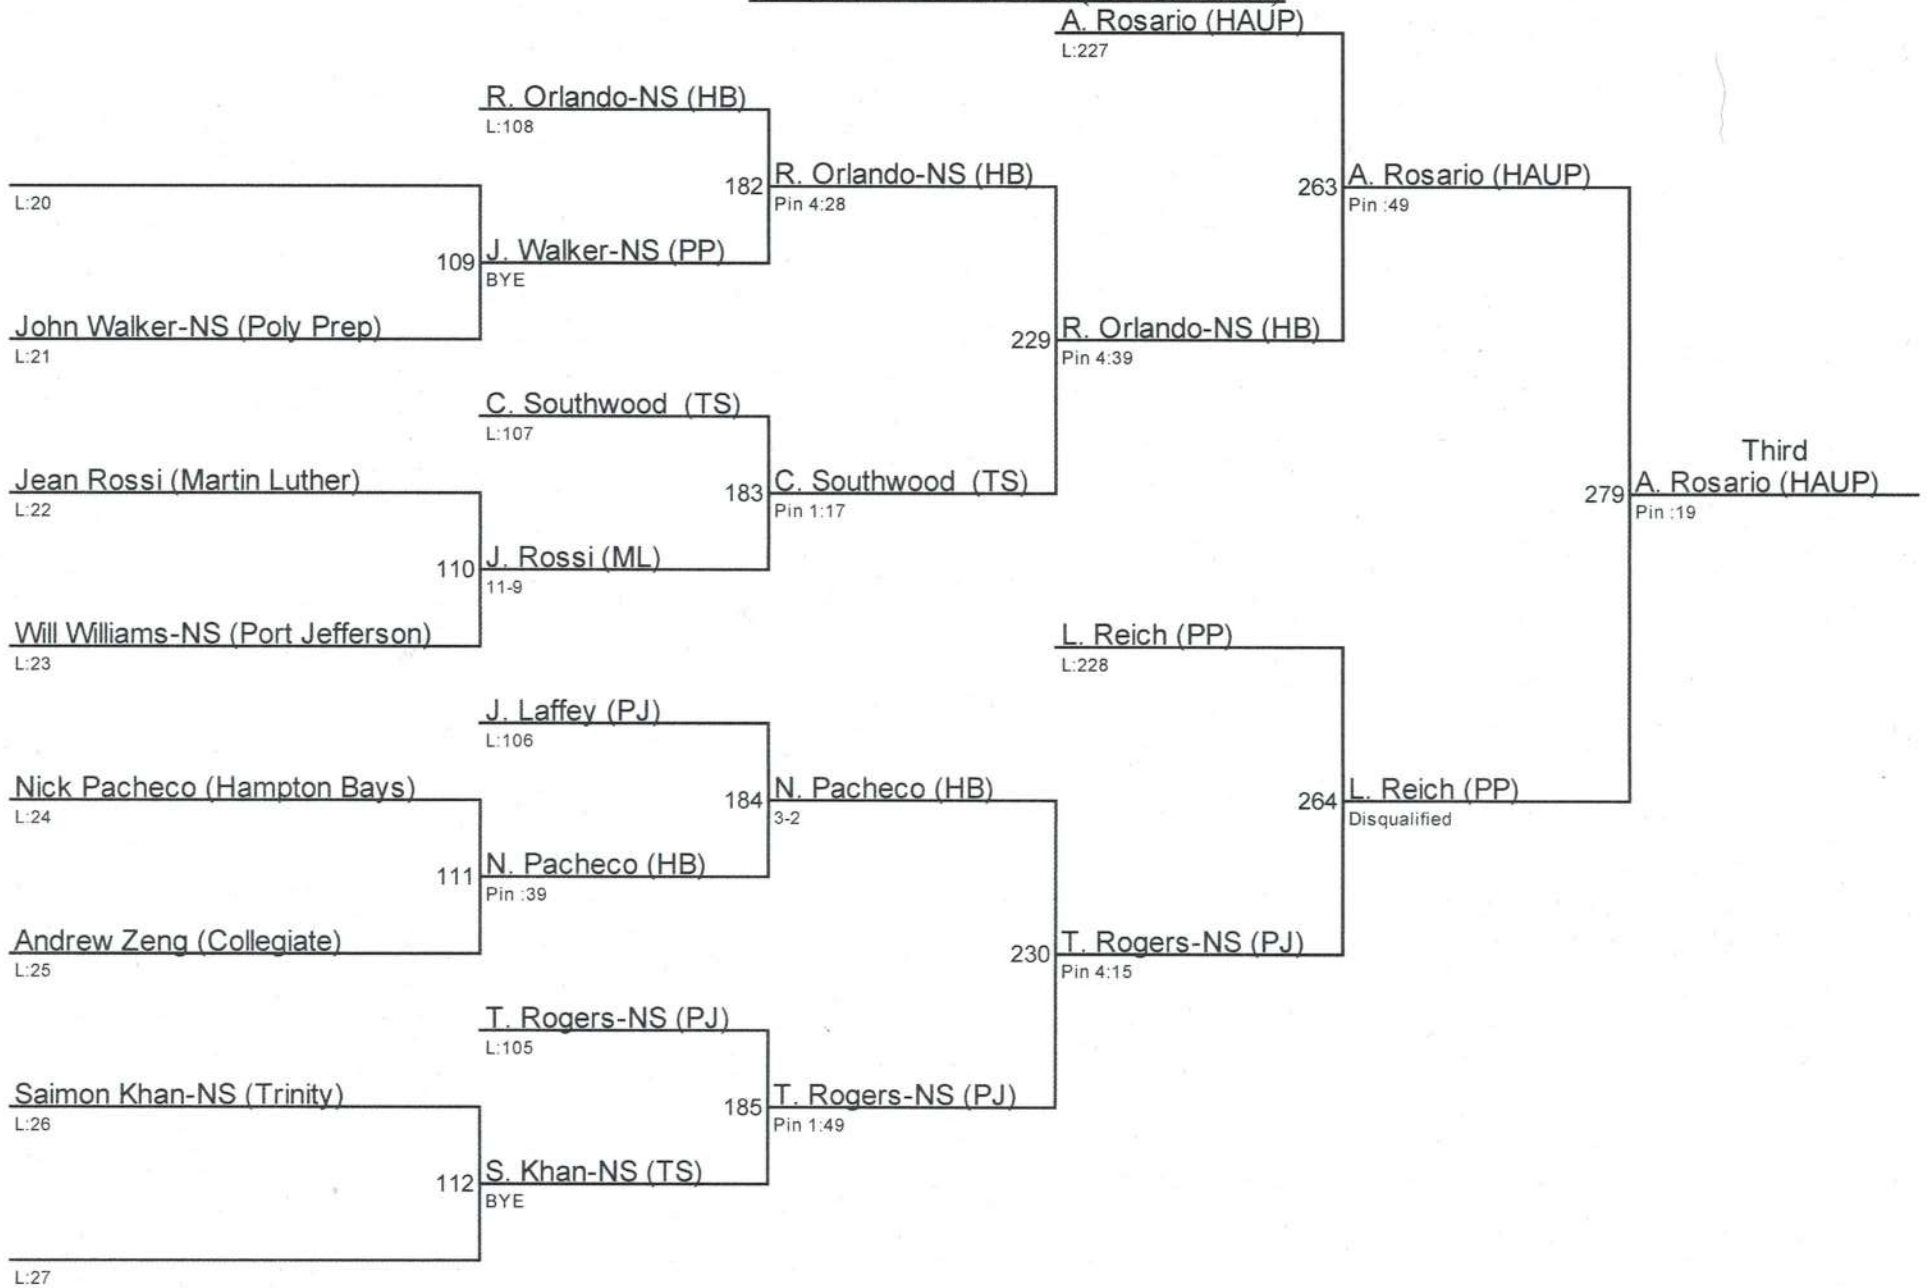 A. Rosario (HAUP)
L:227
R. Orlando-NS (HB)
L:108
L:20
182 R. Orlando-NS (HB)
Pin 4:28
263 A. Rosario (HAUP)
Pin :49
109 J. Walker-NS (PP)
BYE
John Walker-NS (Poly Prep)
L:21
229 R. Orlando-NS (HB)
Pin 4:39
C. Southwood (TS)
L:107
Third
Jean Rossi (Martin Luther)
L:22
183 C. Southwood (TS)
Pin 1:17
279 A. Rosario (HAUP)
Pin :19
110 J. Rossi (ML)
11-9
Will Williams-NS (Port Jefferson)
L:23
L. Reich (PP)
L:228
J. Laffey (PJ)
L:106
Nick Pacheco (Hampton Bays)
L:24
184 N. Pacheco (HB)
3-2
264 L. Reich (PP)
Disqualified
111 N. Pacheco (HB)
Pin :39
Andrew Zeng (Collegiate)
L:25
230 T. Rogers-NS (PJ)
Pin 4:15
T. Rogers-NS (PJ)
L:105
Saimon Khan-NS (Trinity)
L:26
185 T. Rogers-NS (PJ)
Pin 1:49
112 S. Khan-NS (TS)
BYE
L:27